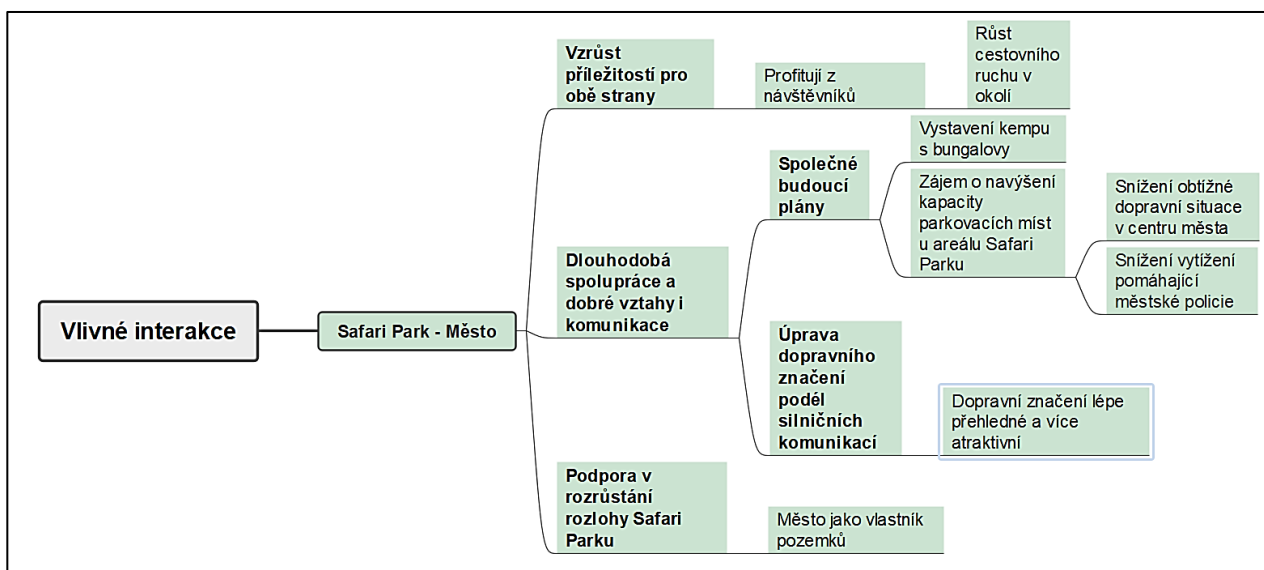 Vlivné interakce
Safari Park - Město
Vzrůst
příležitostí pro
obě strany
Profitují z
návštěvníků
Růst
cestovního
ruchu v
okolí
Dlouhodobá
spolupráce a
dobré vztahy i
komunikace
Společné
budoucí
plány
Vystavení kempu
s bungalovy
Zájem o navýšení
kapacity
parkovacích míst
u areálu Safari
Parku
Snížení obtížné
dopravní situace
v centru města
Snížení vytížení
pomáhající
městské policie
Úprava
dopravního
značení
podél
silničních
komunikací
Dopravní značení lépe
přehledné a více
atraktivní
Podpora v
rozrůstání
rozlohy Safari
Parku
Město jako vlastník
pozemků